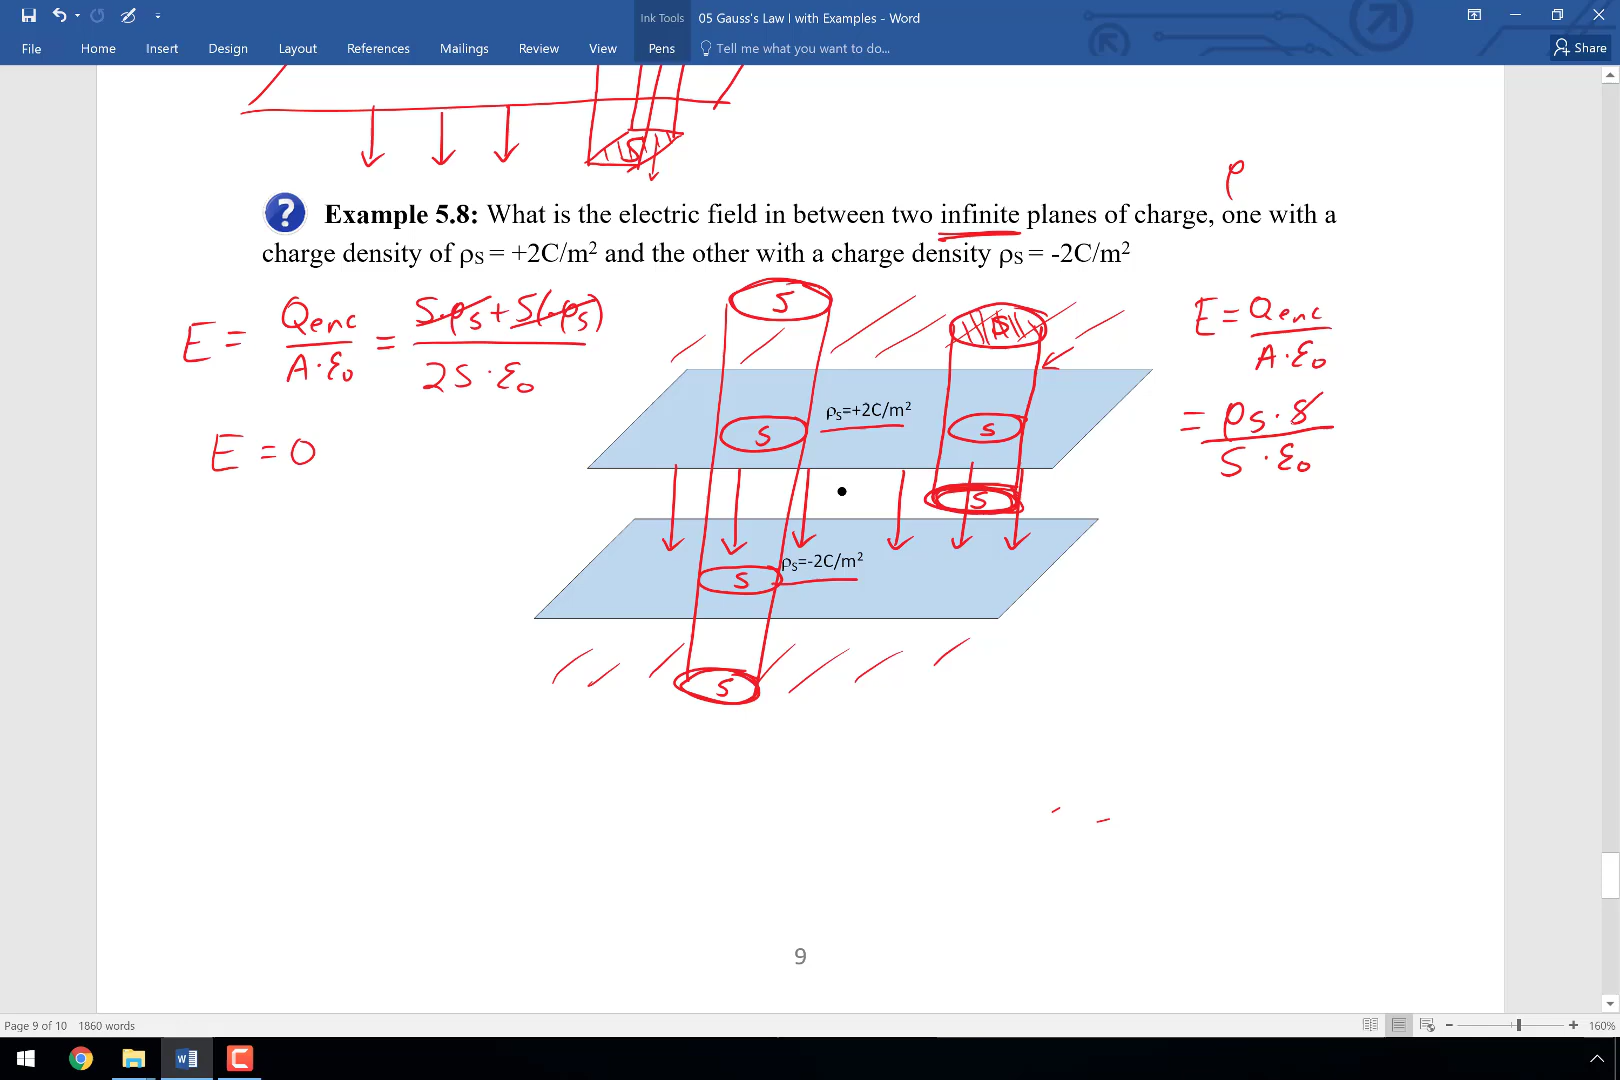 Ink Tools
05 Gauss's Law I with Examples - Word
File Home Insert Design Layout References Mailings Review View Pens Tell me what you want to do... Share
S
ρ
Example 5.8: What is the electric field in between two infinite planes of charge, one with a
charge density of ρs = +2C/m² and the other with a charge density ρs = -2C/m²
E = Qenc / A·ε₀ = S·ρs + S(-ρs) / 2S·ε₀
E = 0
S
S
E = Qenc / A·ε₀
= ρs·S / S·ε₀
ρs=+2C/m²
S
S
S
ρs=-2C/m²
S
S
9
Page 9 of 10 1860 words
160%